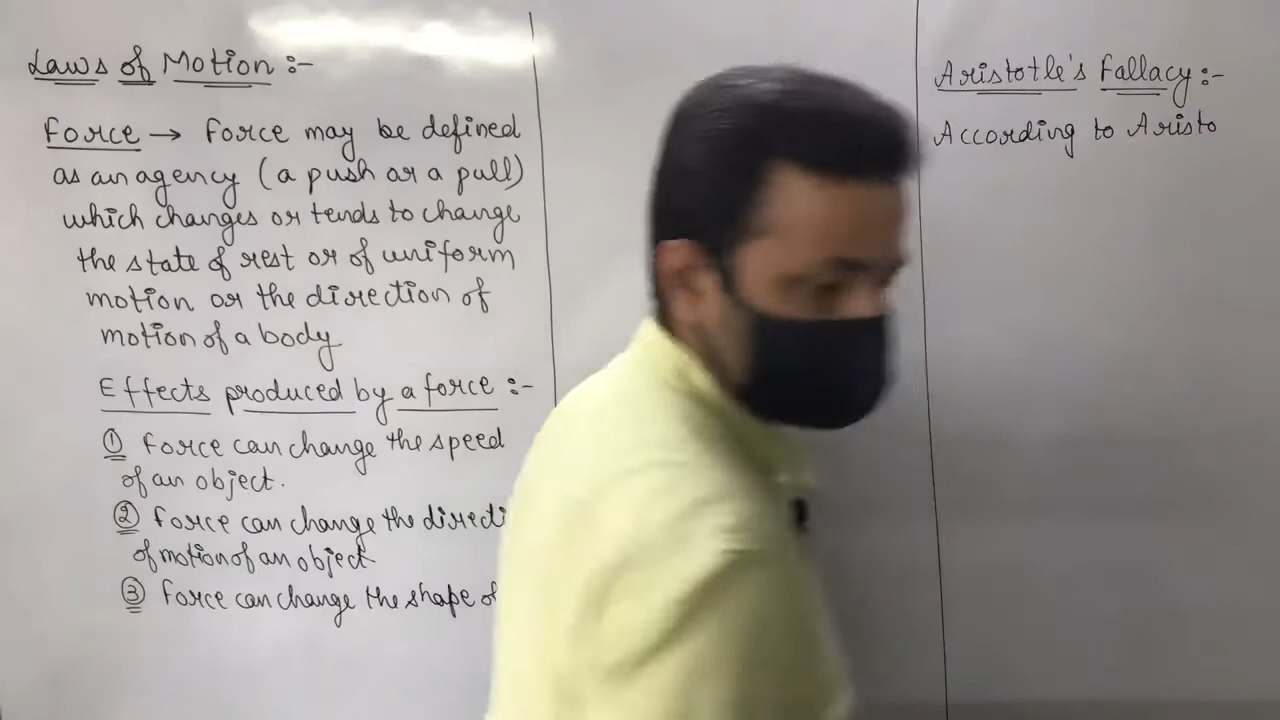 Laws of Motion :-
Force → Force may be defined
as an agency (a push or a pull)
which changes or tends to change
the state of rest or of uniform
motion or the direction of
motion of a body
Effects produced by a force :-
① Force can change the speed
of an object.
② Force can change the directi
of motion of an object
③ Force can change the shape of
Aristotle's Fallacy :-
According to Aristo